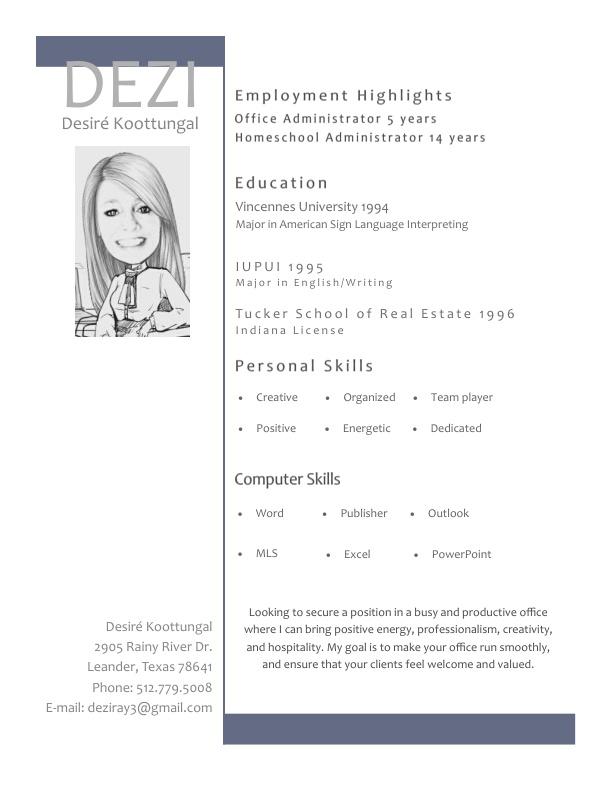 DEZI
Desiré Koottungal
Employment Highlights
Office Administrator 5 years
Homeschool Administrator 14 years
Education
Vincennes University 1994
Major in American Sign Language Interpreting
IUPUI 1995
Major in English/Writing
Tucker School of Real Estate 1996
Indiana License
Personal Skills
• Creative • Organized • Team player
• Positive • Energetic • Dedicated
Computer Skills
• Word • Publisher • Outlook
• MLS • Excel • PowerPoint
Looking to secure a position in a busy and productive office
where I can bring positive energy, professionalism, creativity,
and hospitality. My goal is to make your office run smoothly,
and ensure that your clients feel welcome and valued.
Desiré Koottungal
2905 Rainy River Dr.
Leander, Texas 78641
Phone: 512.779.5008
E-mail: deziray3@gmail.com